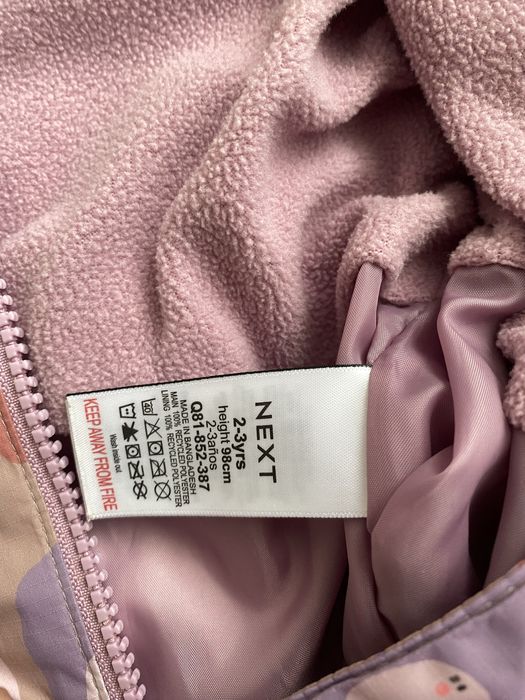 NEXT
2-3yrs
height 98cm
2-3años
Q81-852-387
MADE IN BANGLADESH
MAIN 100% RECYCLED POLYESTER
LINING 100% RECYCLED POLYESTER
40
Wash inside out
KEEP AWAY FROM FIRE